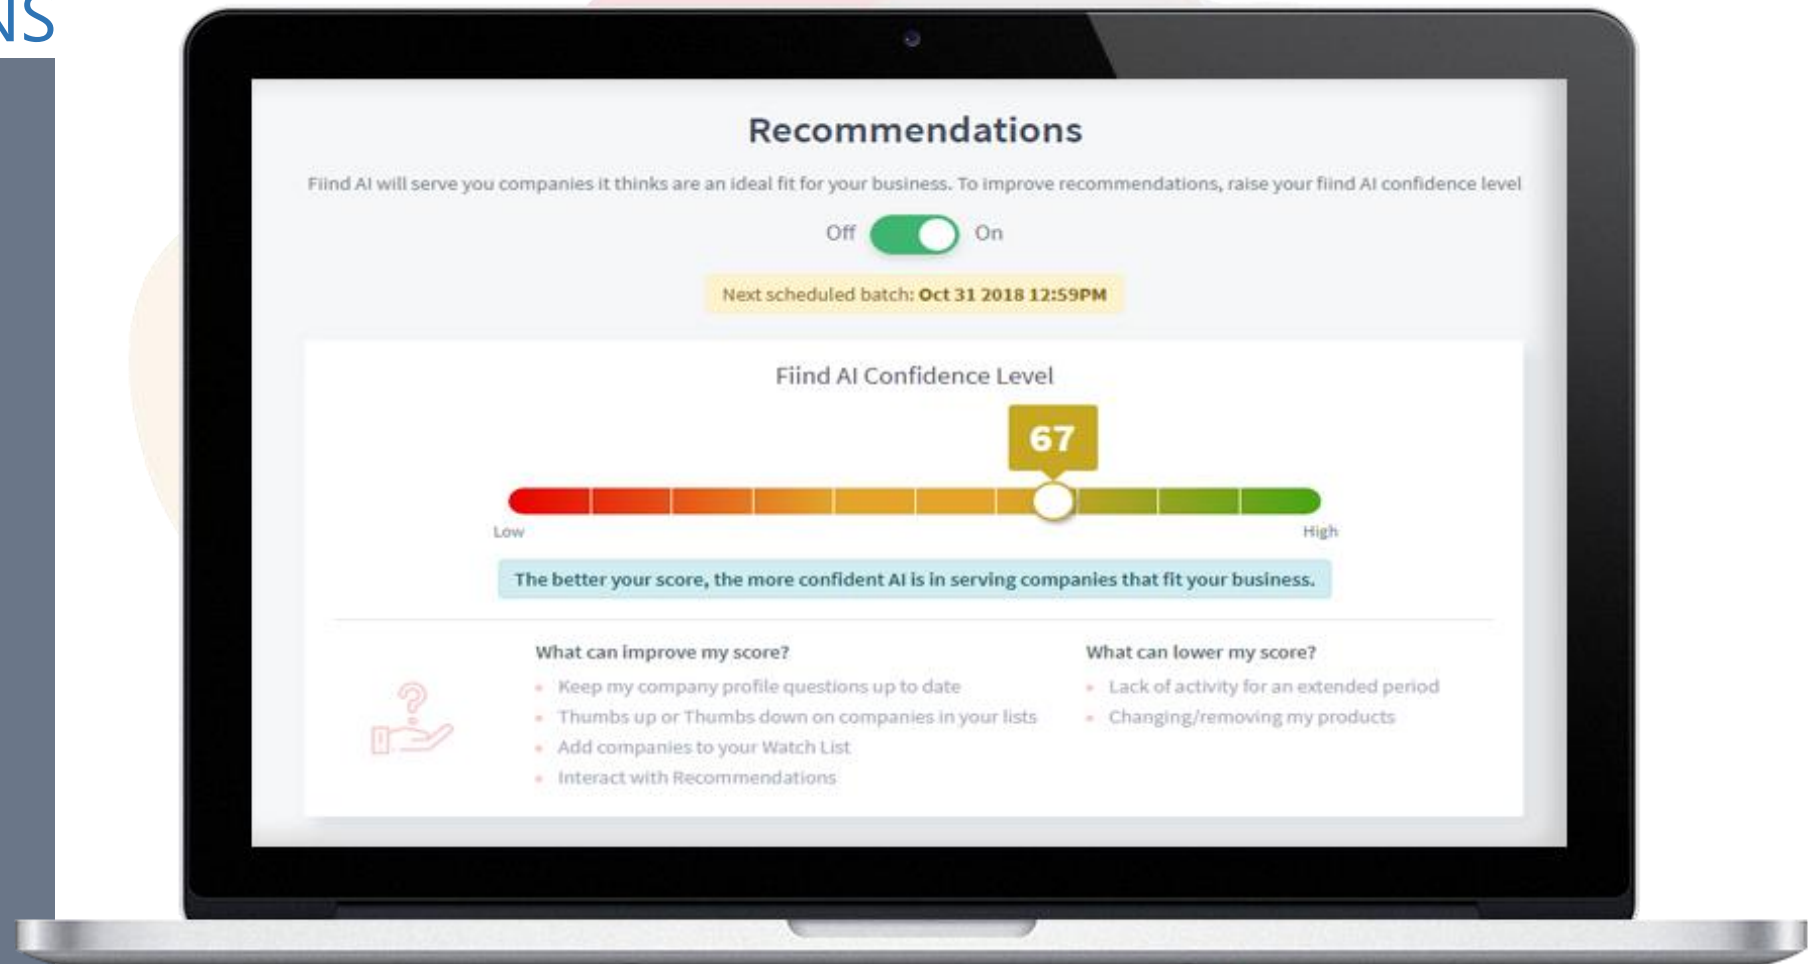 NS
Recommendations
Fiind AI will serve you companies it thinks are an ideal fit for your business. To improve recommendations, raise your fiind AI confidence level
Off On
Next scheduled batch: Oct 31 2018 12:59PM
Fiind AI Confidence Level
67
Low High
The better your score, the more confident AI is in serving companies that fit your business.
What can improve my score?
Keep my company profile questions up to date
Thumbs up or Thumbs down on companies in your lists
Add companies to your Watch List
Interact with Recommendations
What can lower my score?
Lack of activity for an extended period
Changing/removing my products